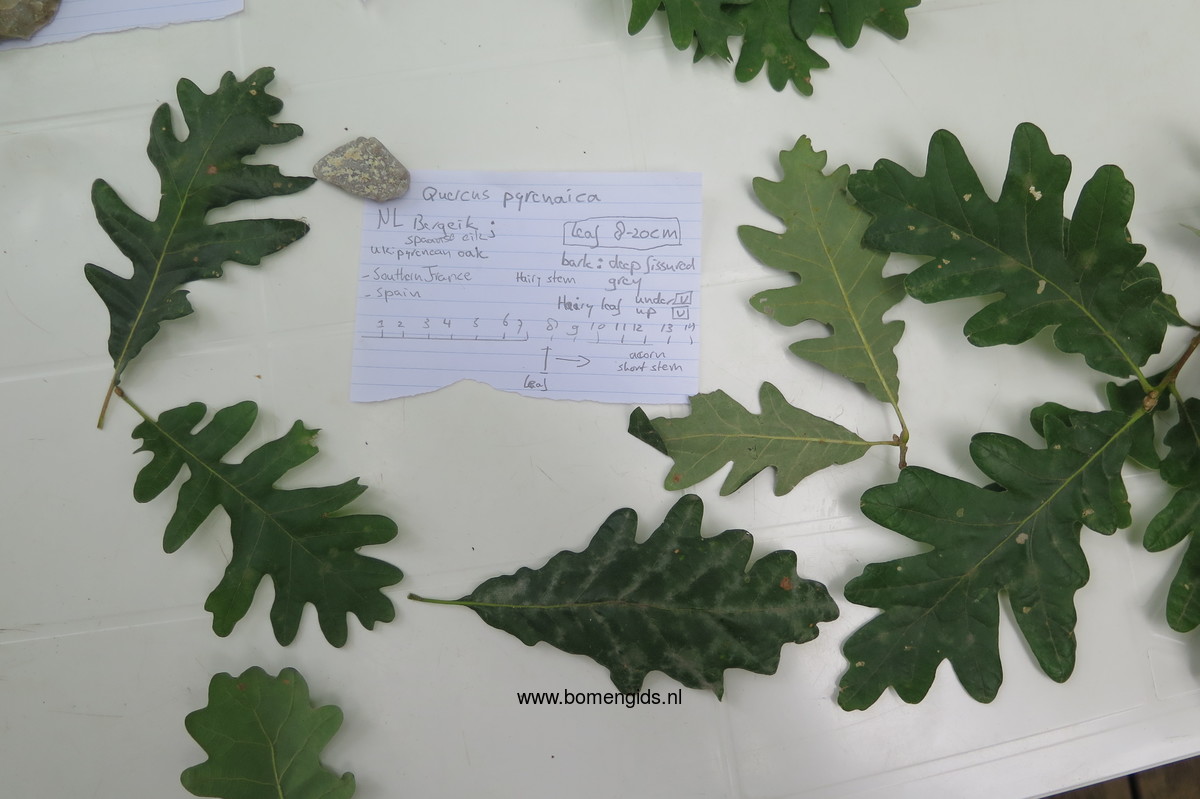 Quercus pyrenaica
NL Bergeik;
spaanse eik;
uk: pyrenean oak
- Southern France
- Spain
leaf 8-20cm
bark: deep fissured
grey
Hairy stem
Hairy leaf under V
up V
1 2 3 4 5 6 7 8 9 10 11 12 13 14
leaf
acorn
short stem
www.bomengids.nl